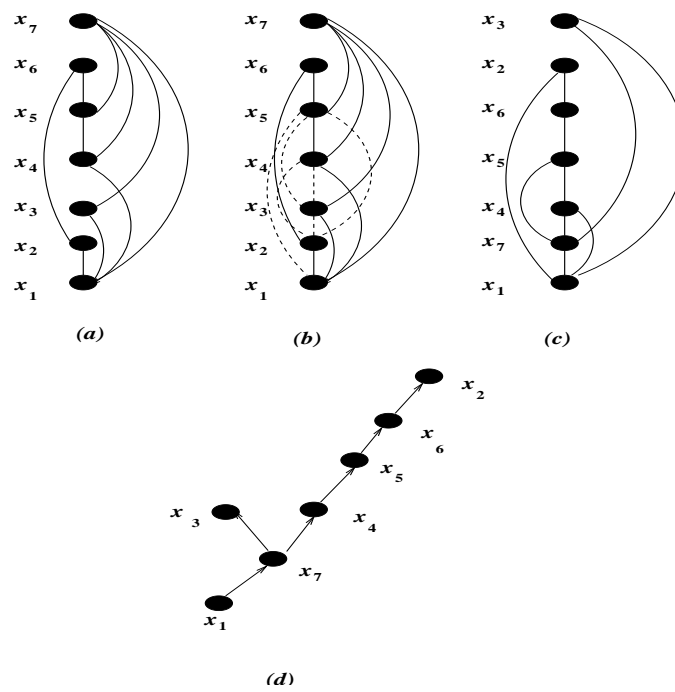 x7 x7 x3
x6 x6 x2
x5 x5 x6
x4 x4 x5
x3 x3 x4
x2 x2 x7
x1 x1 x1
(a) (b) (c)
x2
x6
x5
x3 x4
x7
x1
(d)